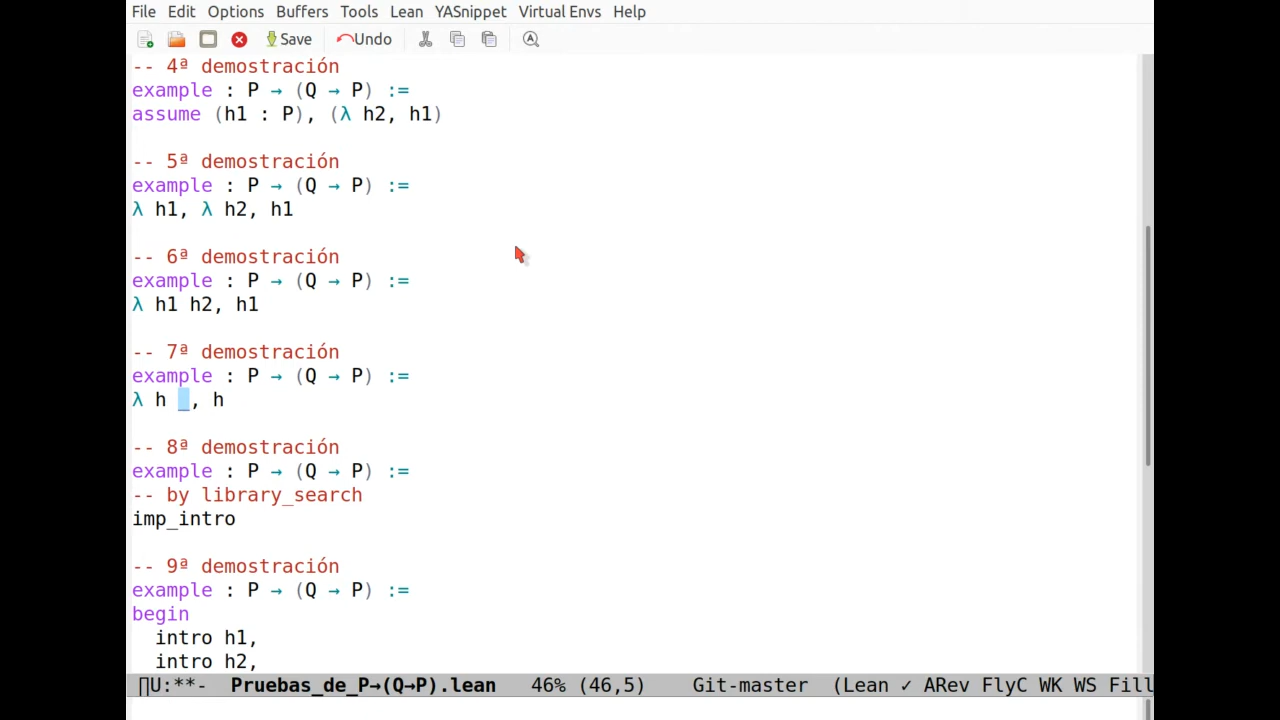 File Edit Options Buffers Tools Lean YASnippet Virtual Envs Help
Save Undo
-- 4ª demostración
example : P → (Q → P) :=
assume (h1 : P), (λ h2, h1)
-- 5ª demostración
example : P → (Q → P) :=
λ h1, λ h2, h1
-- 6ª demostración
example : P → (Q → P) :=
λ h1 h2, h1
-- 7ª demostración
example : P → (Q → P) :=
λ h _, h
-- 8ª demostración
example : P → (Q → P) :=
-- by library_search
imp_intro
-- 9ª demostración
example : P → (Q → P) :=
begin
  intro h1,
  intro h2,
∏U:**- Pruebas_de_P→(Q→P).lean 46% (46,5) Git-master (Lean ✓ ARev FlyC WK WS Fill